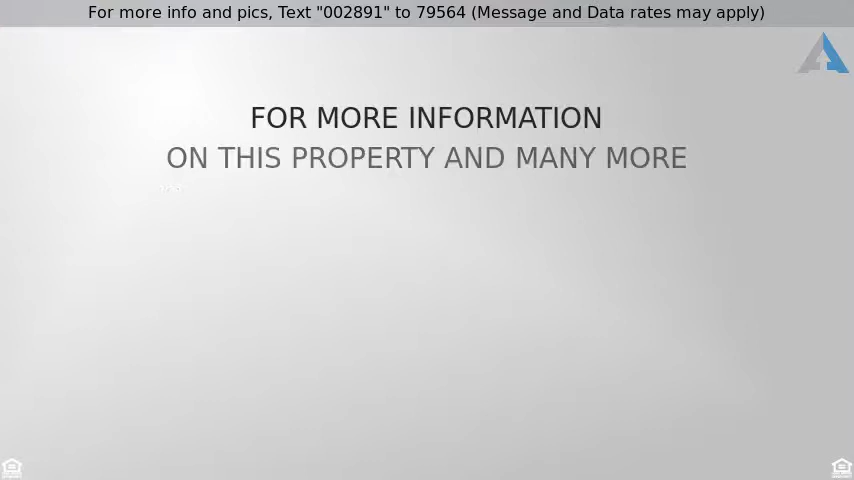 For more info and pics, Text "002891" to 79564 (Message and Data rates may apply)
FOR MORE INFORMATION
ON THIS PROPERTY AND MANY MORE